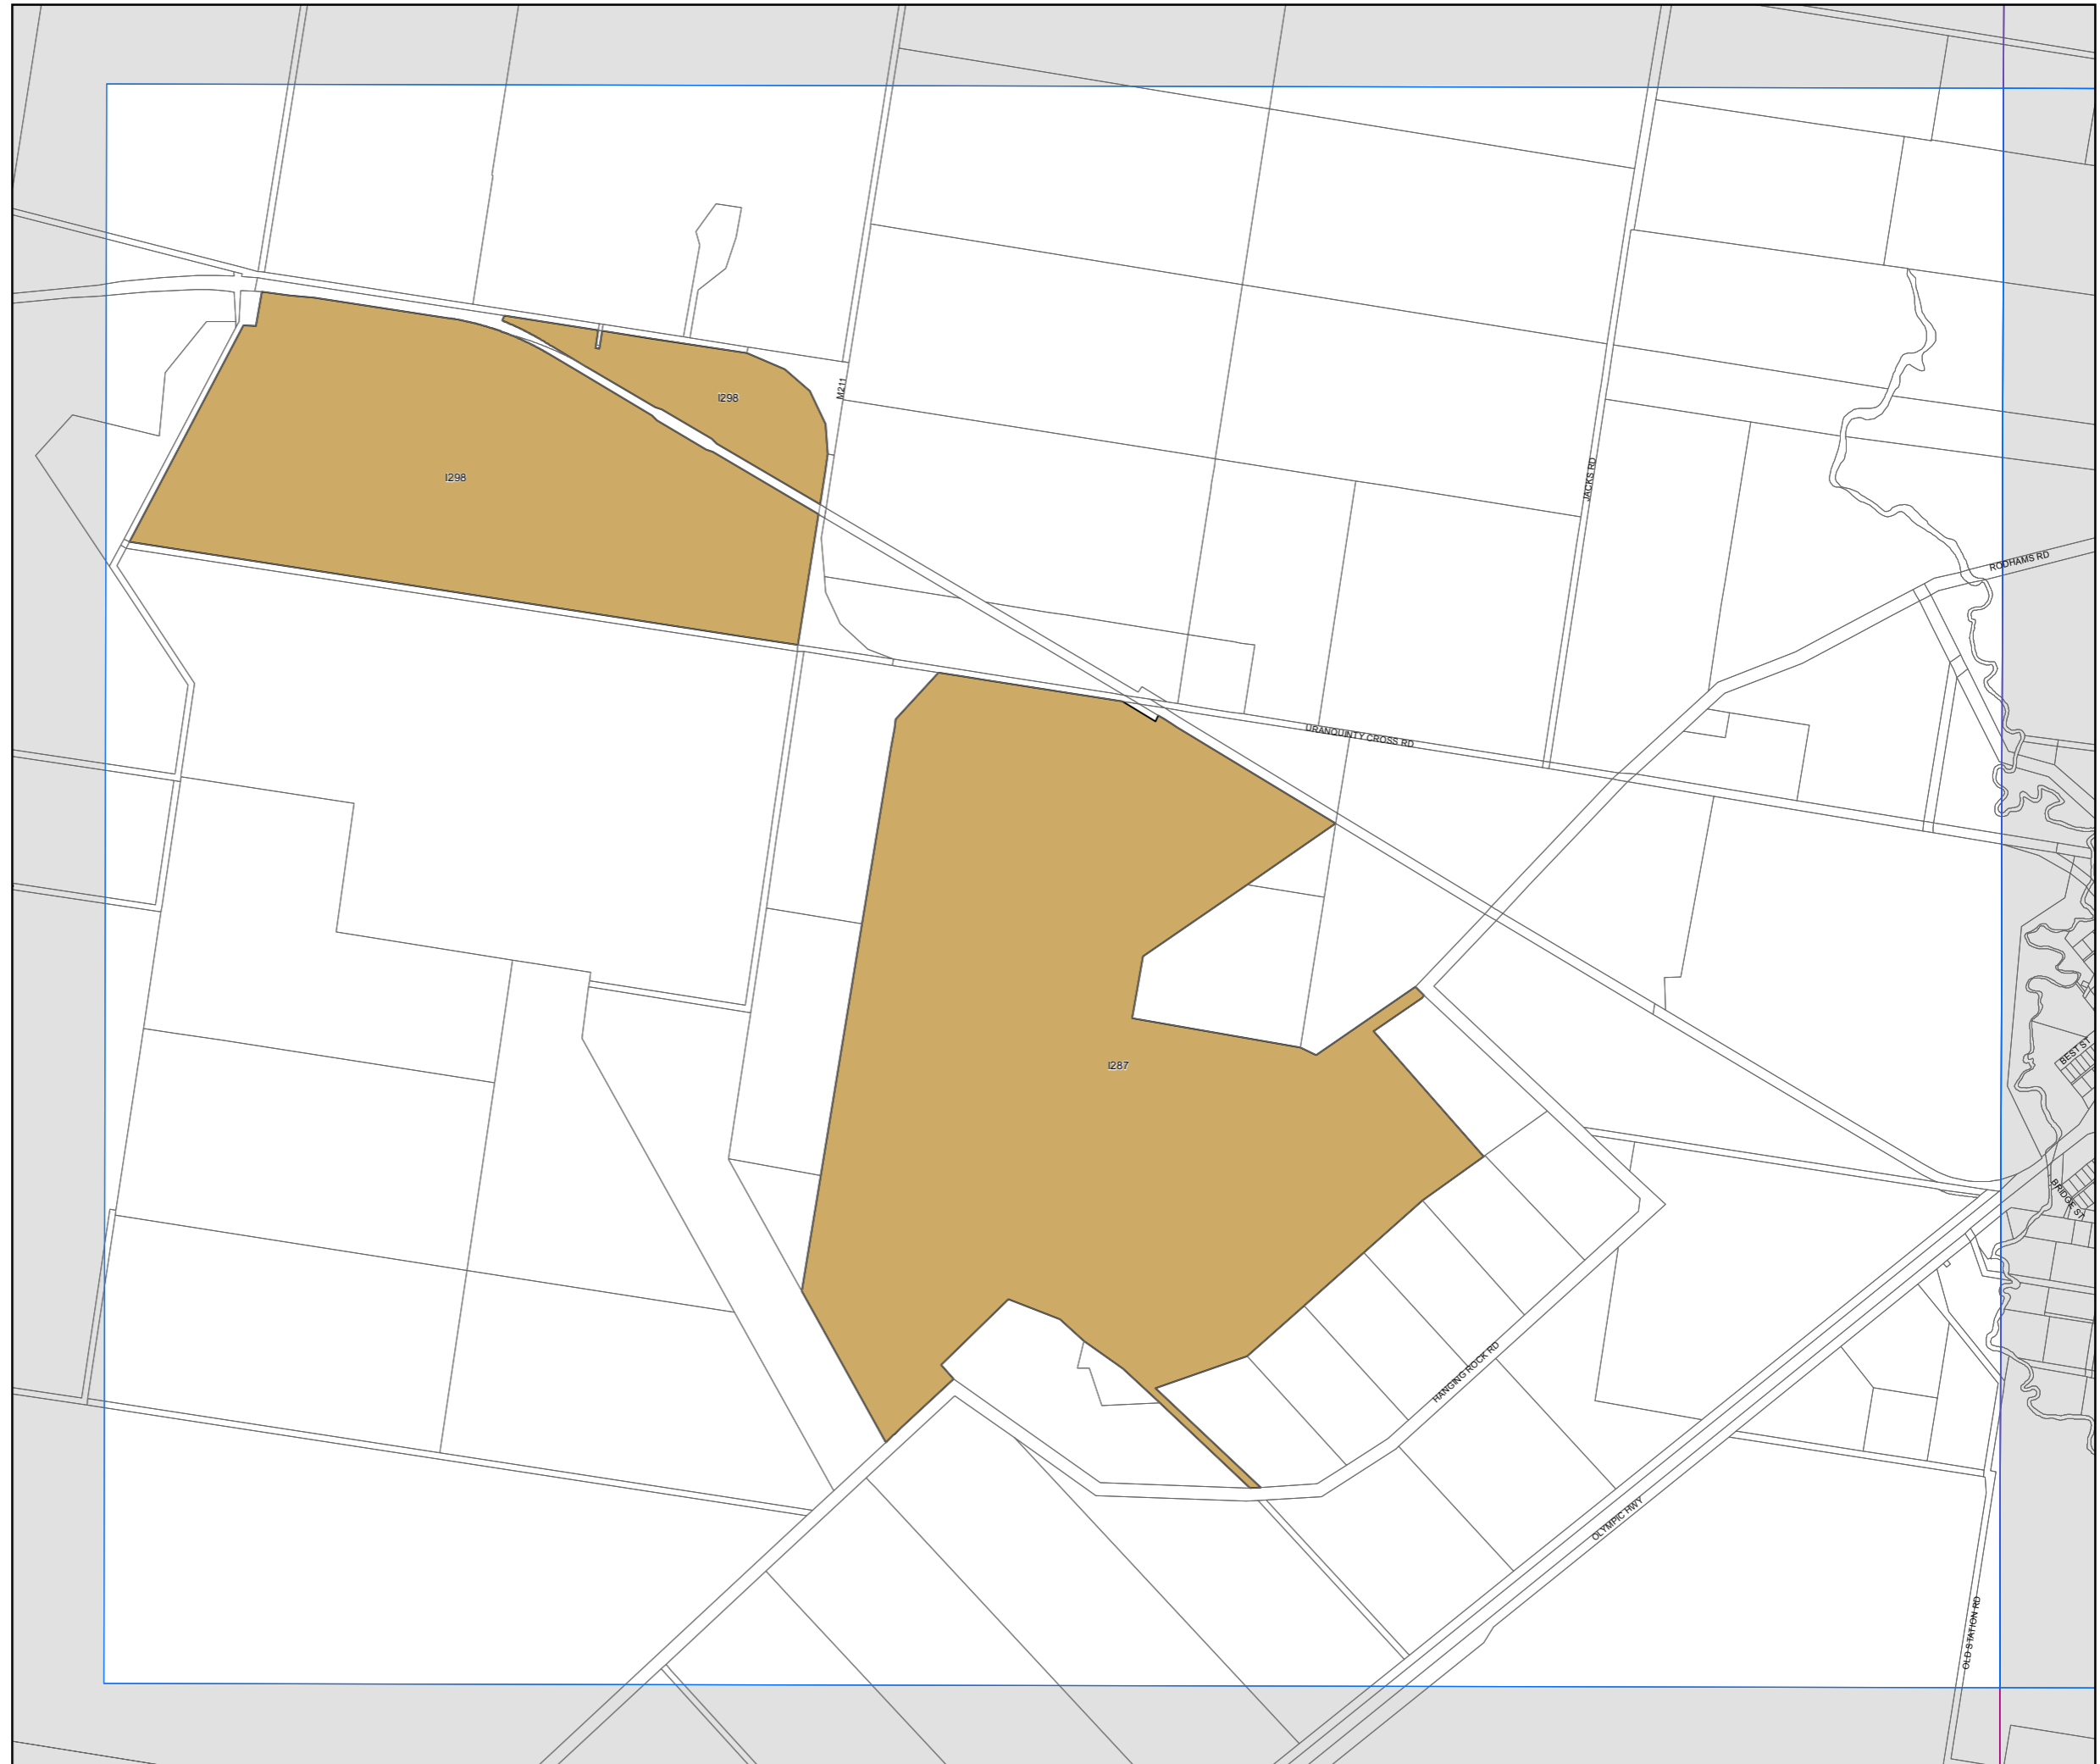 M211
I298
I298
JACKS RD
RODHAMS RD
URANQUINTY CROSS RD
I287
BEST ST
BRIDGE ST
HANGING ROCK RD
OLYMPIC HWY
OLD STATION RD